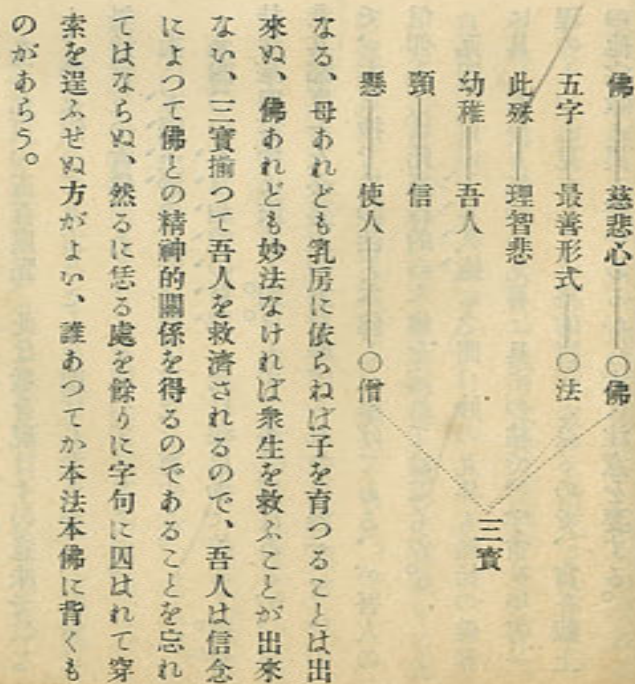 佛――慈悲心――〇佛
五字――最善形式――〇法
此珠――理智悲
幼稚――吾人
頸――信
懸――使人――〇僧
三寶
なる、母あれども乳房に依らねば子を育つることは出
來ぬ、佛あれども妙法なければ衆生を救ふことが出來
ない、三寶揃つて吾人を救濟されるので、吾人は信念
によつて佛との精神的關係を得るのであることを忘れ
てはならぬ、然るに恁る處を餘りに字句に囚はれて穿
索を逞ふせぬ方がよい、誰あつてか本法本佛に背くも
のがあらう。